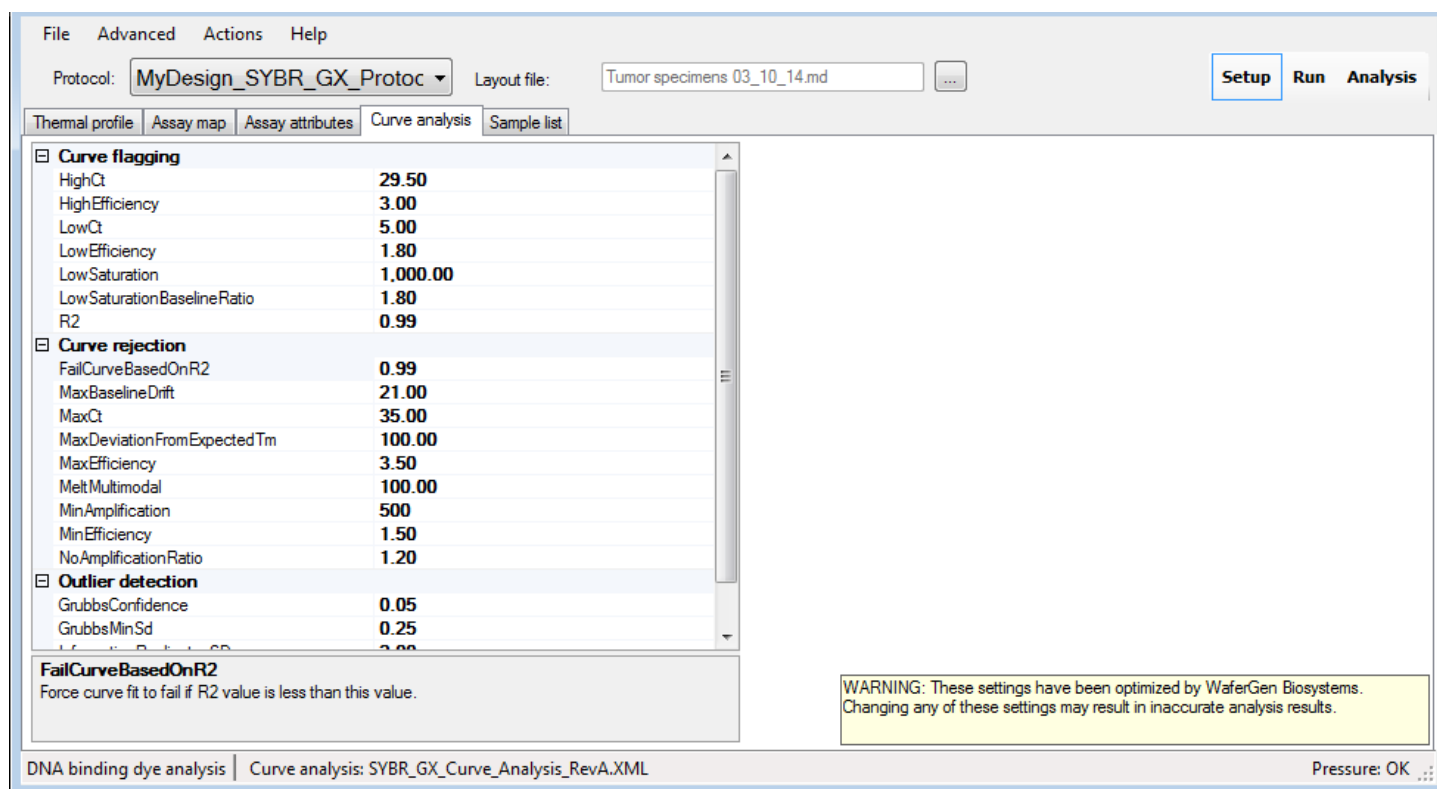 File Advanced Actions Help
Protocol: MyDesign_SYBR_GX_Protoc Layout file: Tumor specimens 03_10_14.md ... Setup Run Analysis
Thermal profile Assay map Assay attributes Curve analysis Sample list
Curve flagging
HighCt 29.50
HighEfficiency 3.00
LowCt 5.00
LowEfficiency 1.80
LowSaturation 1,000.00
LowSaturationBaselineRatio 1.80
R2 0.99
Curve rejection
FailCurveBasedOnR2 0.99
MaxBaselineDrift 21.00
MaxCt 35.00
MaxDeviationFromExpectedTm 100.00
MaxEfficiency 3.50
MeltMultimodal 100.00
MinAmplification 500
MinEfficiency 1.50
NoAmplificationRatio 1.20
Outlier detection
GrubbsConfidence 0.05
GrubbsMinSd 0.25
FailCurveBasedOnR2
Force curve fit to fail if R2 value is less than this value.
WARNING: These settings have been optimized by WaferGen Biosystems.
Changing any of these settings may result in inaccurate analysis results.
DNA binding dye analysis Curve analysis: SYBR_GX_Curve_Analysis_RevA.XML Pressure: OK